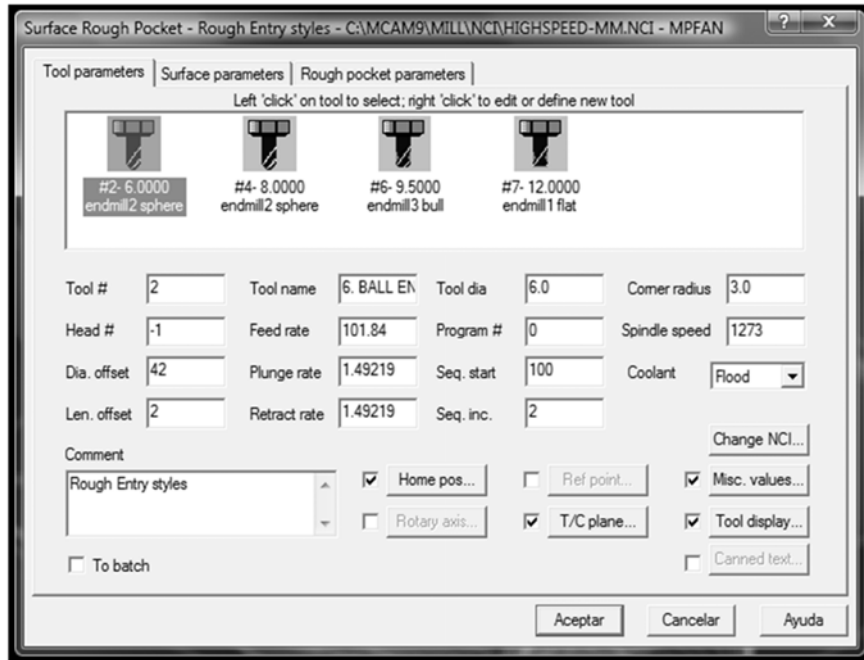 Surface Rough Pocket - Rough Entry styles - C:\MCAM9\MILL\NCI\HIGHSPEED-MM.NCI - MPFAN
Tool parameters Surface parameters Rough pocket parameters
Left 'click' on tool to select; right 'click' to edit or define new tool
#2- 6.0000 #4- 8.0000 #6- 9.5000 #7- 12.0000
endmill2 sphere endmill2 sphere endmill3 bull endmill1 flat
Tool # 2 Tool name 6. BALL EN Tool dia 6.0 Corner radius 3.0
Head # -1 Feed rate 101.84 Program # 0 Spindle speed 1273
Dia. offset 42 Plunge rate 1.49219 Seq. start 100 Coolant Flood
Len. offset 2 Retract rate 1.49219 Seq. inc. 2
Change NCI...
Comment
Rough Entry styles Home pos... Ref point... Misc. values...
Rotary axis... T/C plane... Tool display...
To batch Canned text...
Aceptar Cancelar Ayuda